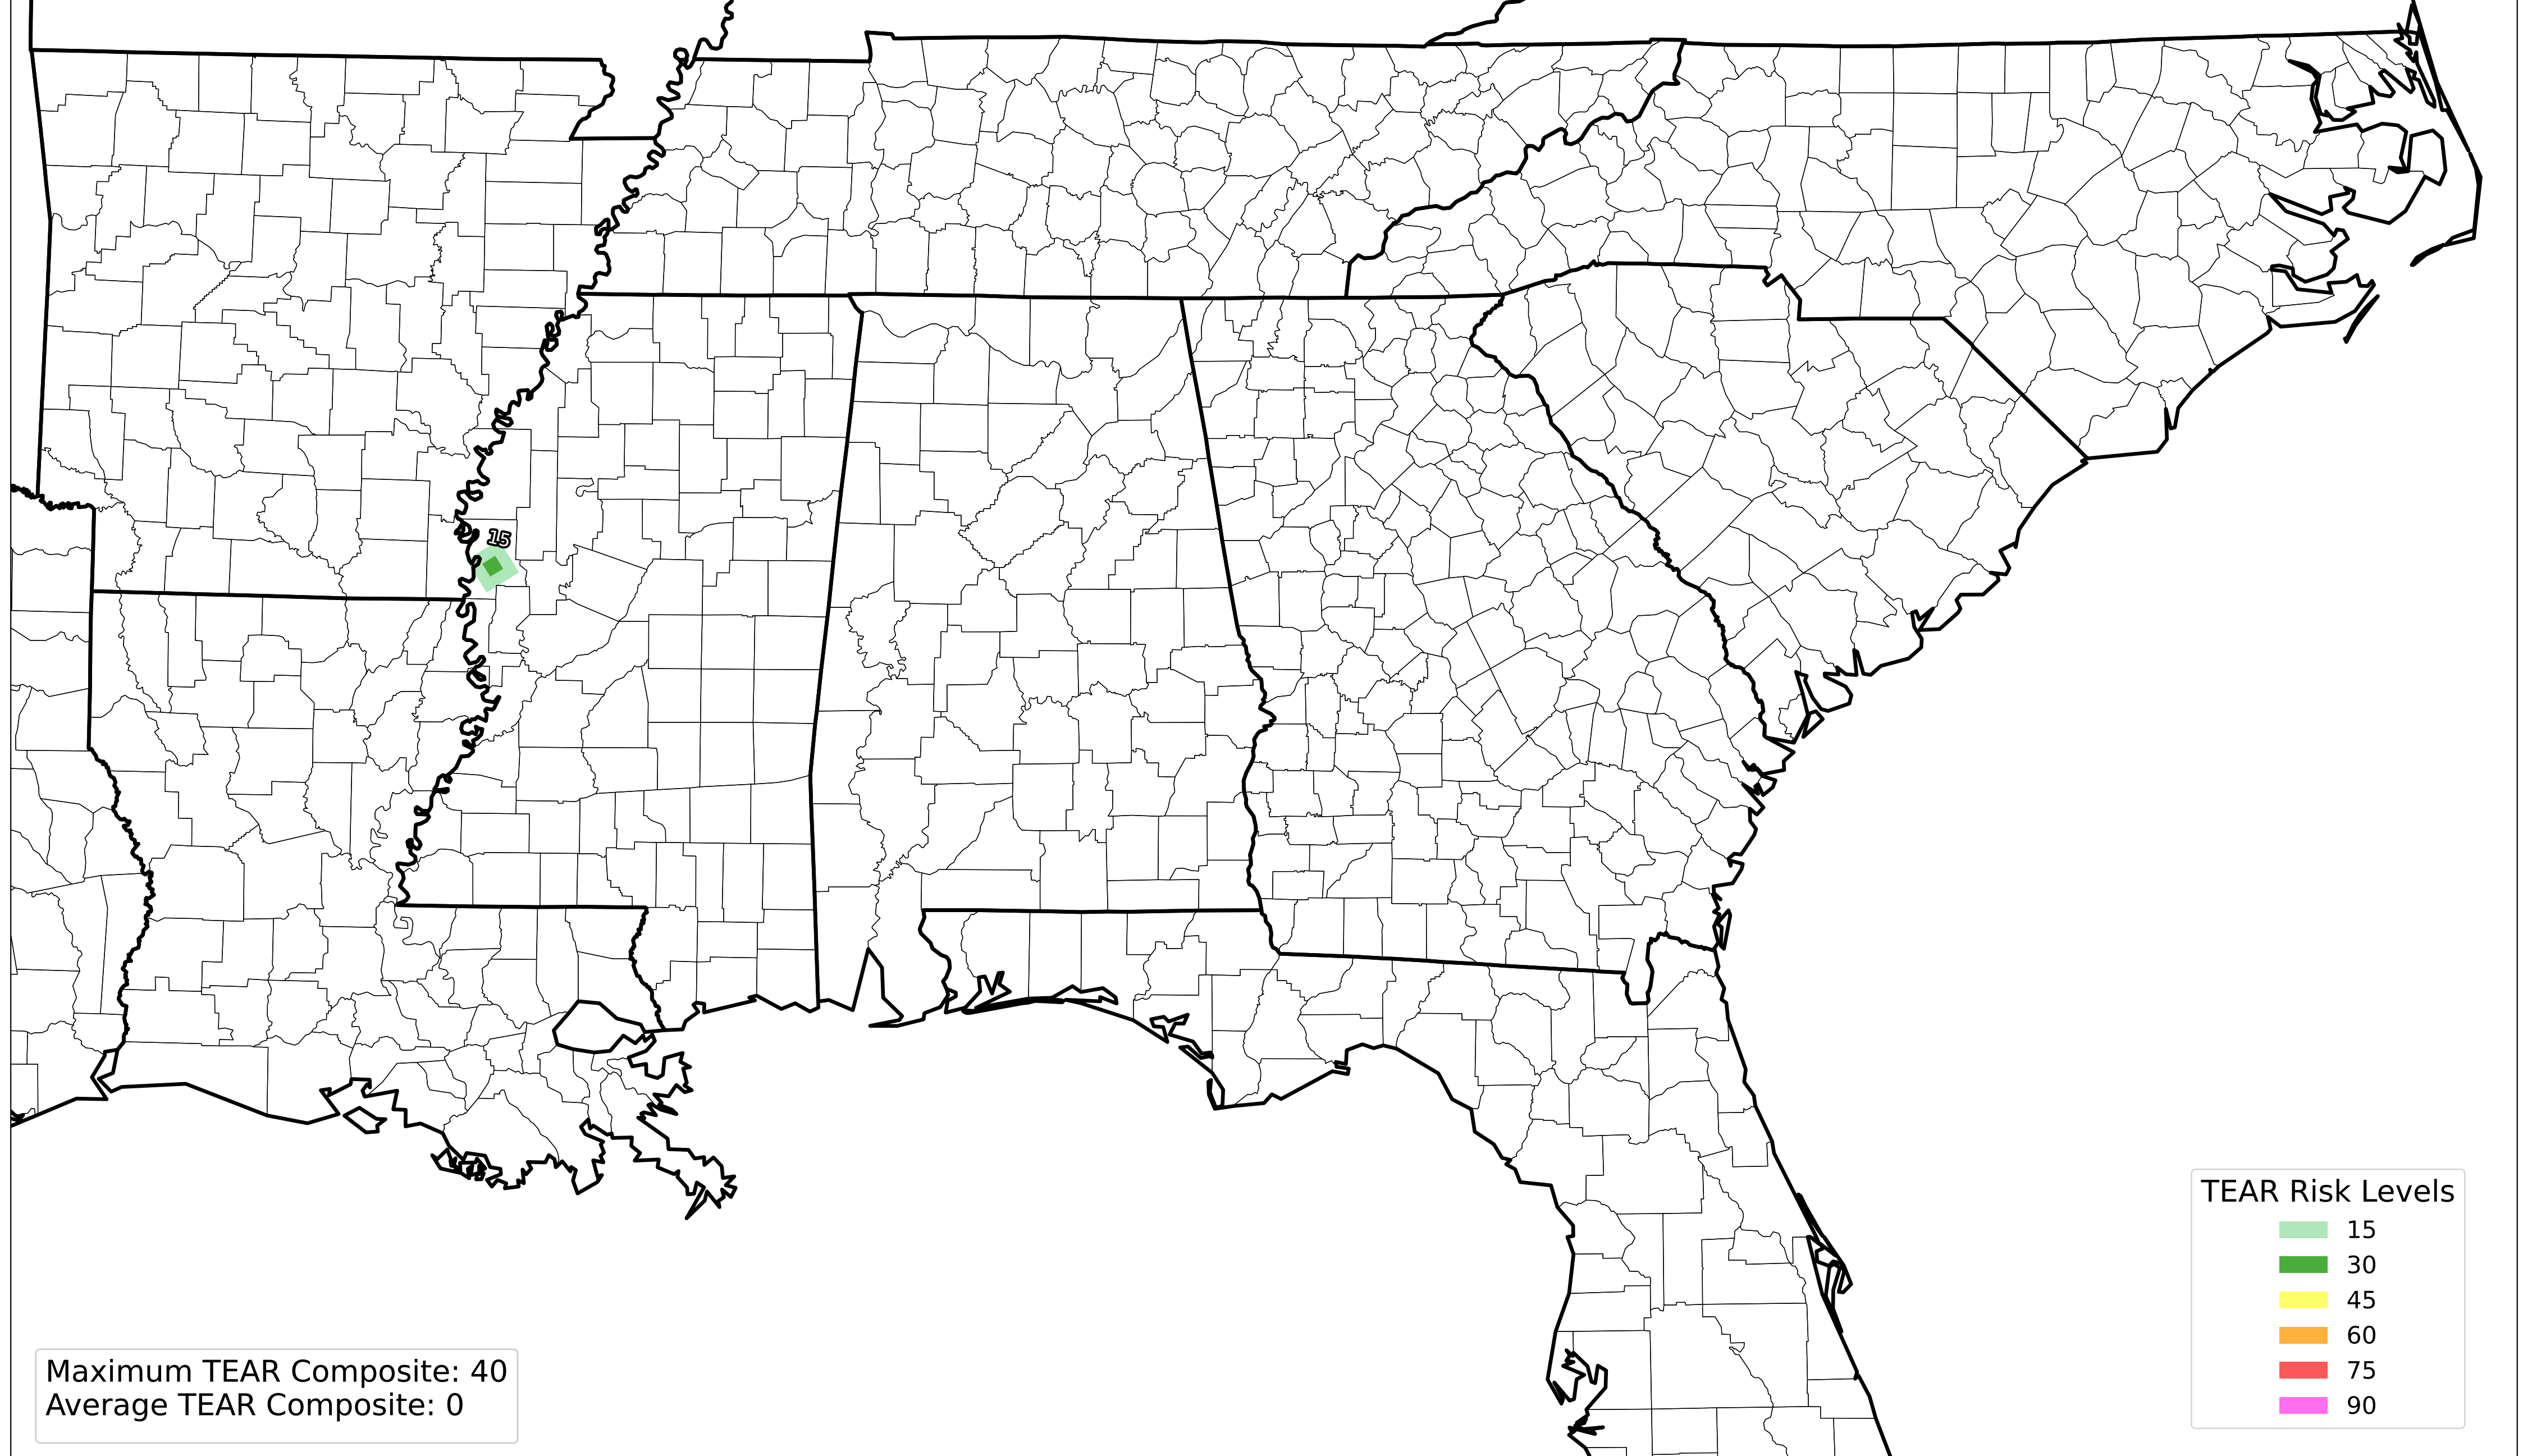 15
TEAR Risk Levels
15
30
45
60
75
90
Maximum TEAR Composite: 40
Average TEAR Composite: 0